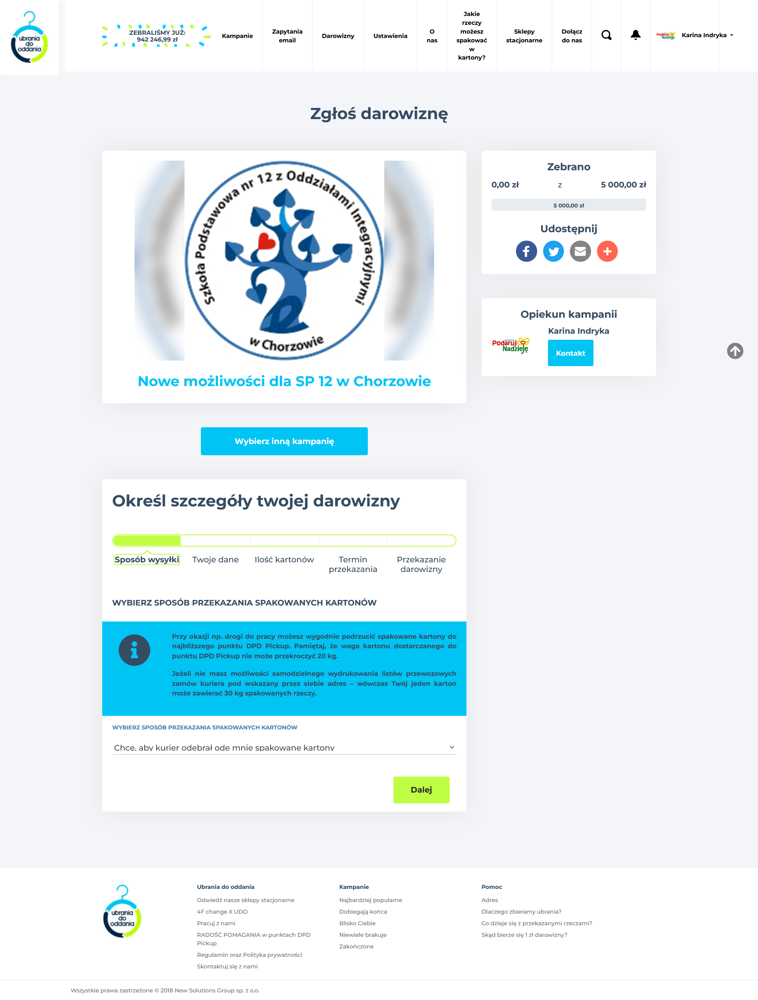 ubrania
do
oddania
ZEBRALIŚMY JUŻ:
942 246,99 zł
Kampanie
Zapytania
email
Darowizny
Ustawienia
O
nas
Jakie
rzeczy
możesz
spakować
w
kartony?
Sklepy
stacjonarne
Dołącz
do nas
Podaruj
Nadzieję
Karina Indryka
Zgłoś darowiznę
Szkoła Podstawowa nr 12 z Oddziałami Integracyjnymi
w Chorzowie
Nowe możliwości dla SP 12 w Chorzowie
Zebrano
0,00 zł z 5 000,00 zł
5 000,00 zł
Udostępnij
Opiekun kampanii
Karina Indryka
FUNDACJA
Podaruj
Nadzieję
Kontakt
Wybierz inną kampanię
Określ szczegóły twojej darowizny
Sposób wysyłki
Twoje dane
Ilość kartonów
Termin
przekazania
Przekazanie
darowizny
WYBIERZ SPOSÓB PRZEKAZANIA SPAKOWANYCH KARTONÓW
Przy okazji np. drogi do pracy możesz wygodnie podrzucić spakowane kartony do
najbliższego punktu DPD Pickup. Pamiętaj, że waga kartonu dostarczanego do
punktu DPD Pickup nie może przekroczyć 20 kg.
Jeżeli nie masz możliwości samodzielnego wydrukowania listów przewozowych
zamów kuriera pod wskazany przez siebie adres – wówczas Twój jeden karton
może zawierać 30 kg spakowanych rzeczy.
WYBIERZ SPOSÓB PRZEKAZANIA SPAKOWANYCH KARTONÓW
Chcę, aby kurier odebrał ode mnie spakowane kartony
Dalej
ubrania
do
oddania
Ubrania do oddania
Odwiedź nasze sklepy stacjonarne
4F change X UDO
Pracuj z nami
RADOŚĆ POMAGANIA w punktach DPD
Pickup
Regulamin oraz Polityka prywatności
Skontaktuj się z nami
Kampanie
Najbardziej popularne
Dobiegają końca
Blisko Ciebie
Niewiele brakuje
Zakończone
Pomoc
Adres
Dlaczego zbieramy ubrania?
Co dzieje się z przekazanymi rzeczami?
Skąd bierze się 1 zł darowizny?
Wszystkie prawa zastrzeżone © 2018 New Solutions Group sp. z o.o.